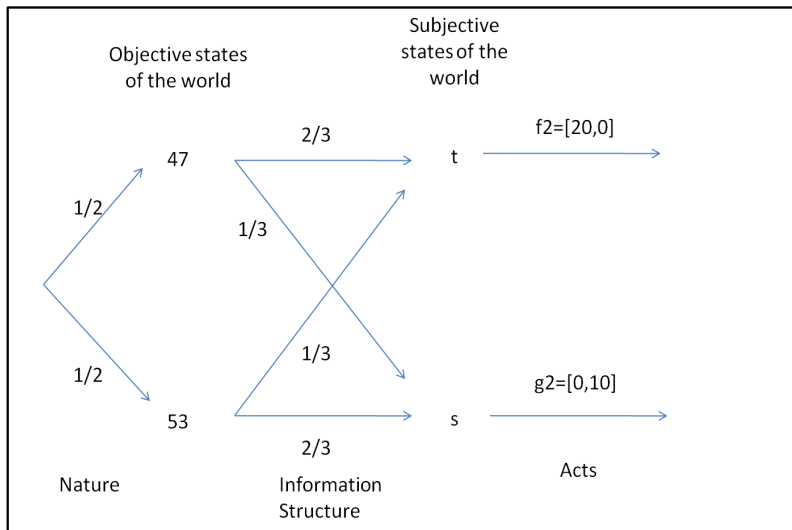 Objective states
of the world
Subjective
states of the
world
f2=[20,0]
2/3
47
t
1/2
1/3
1/2
1/3
g2=[0,10]
53
s
2/3
Nature
Information
Structure
Acts